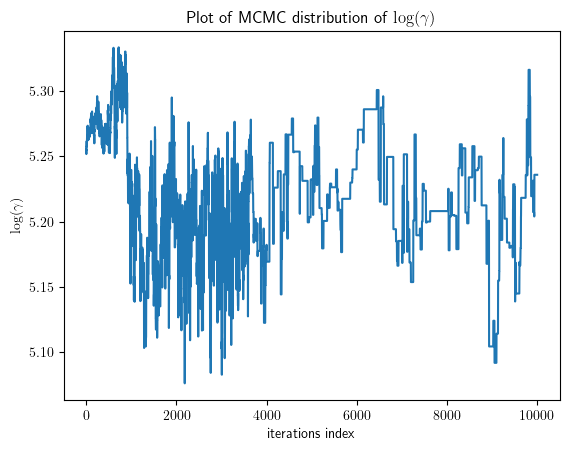 Plot of MCMC distribution of log(γ)
log(γ)
5.30
5.25
5.20
5.15
5.10
0 2000 4000 6000 8000 10000
iterations index